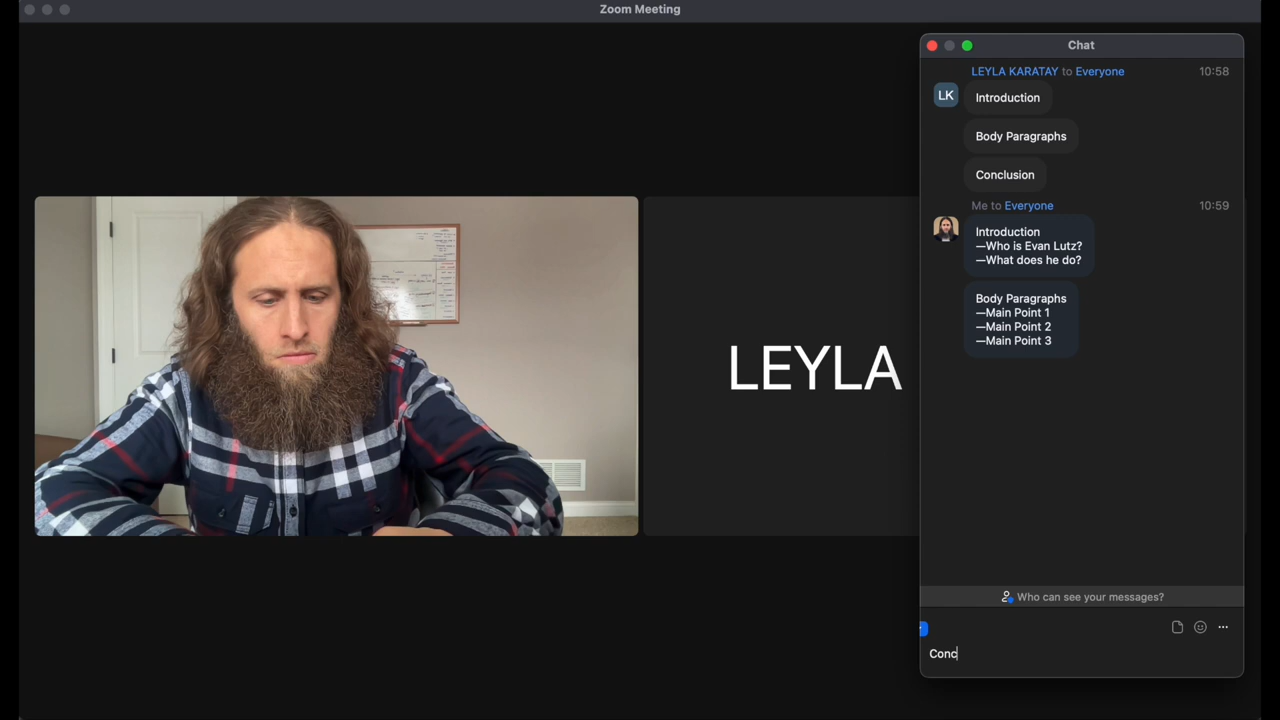 Zoom Meeting
LEYLA
Chat
LEYLA KARATAY to Everyone 10:58
LK
Introduction
Body Paragraphs
Conclusion
Me to Everyone 10:59
Introduction
—Who is Evan Lutz?
—What does he do?
Body Paragraphs
—Main Point 1
—Main Point 2
—Main Point 3
Who can see your messages?
Conc